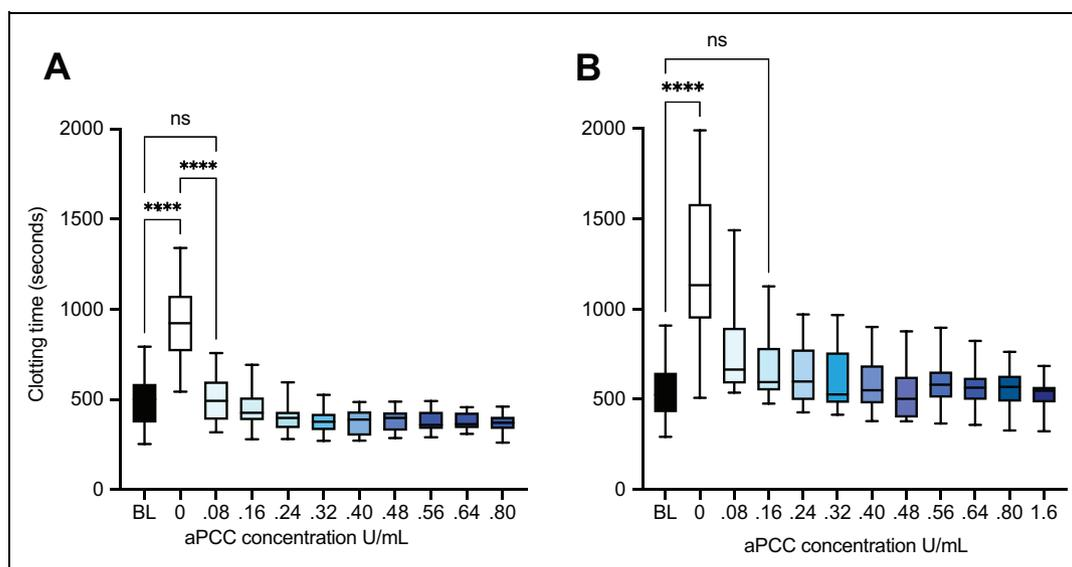 A
ns
****
****
2000
1500
1000
500
0
Clotting time (seconds)
BL 0 .08 .16 .24 .32 .40 .48 .56 .64 .80
aPCC concentration U/mL
B
ns
****
2000
1500
1000
500
0
BL 0 .08 .16 .24 .32 .40 .48 .56 .64 .80 1.6
aPCC concentration U/mL